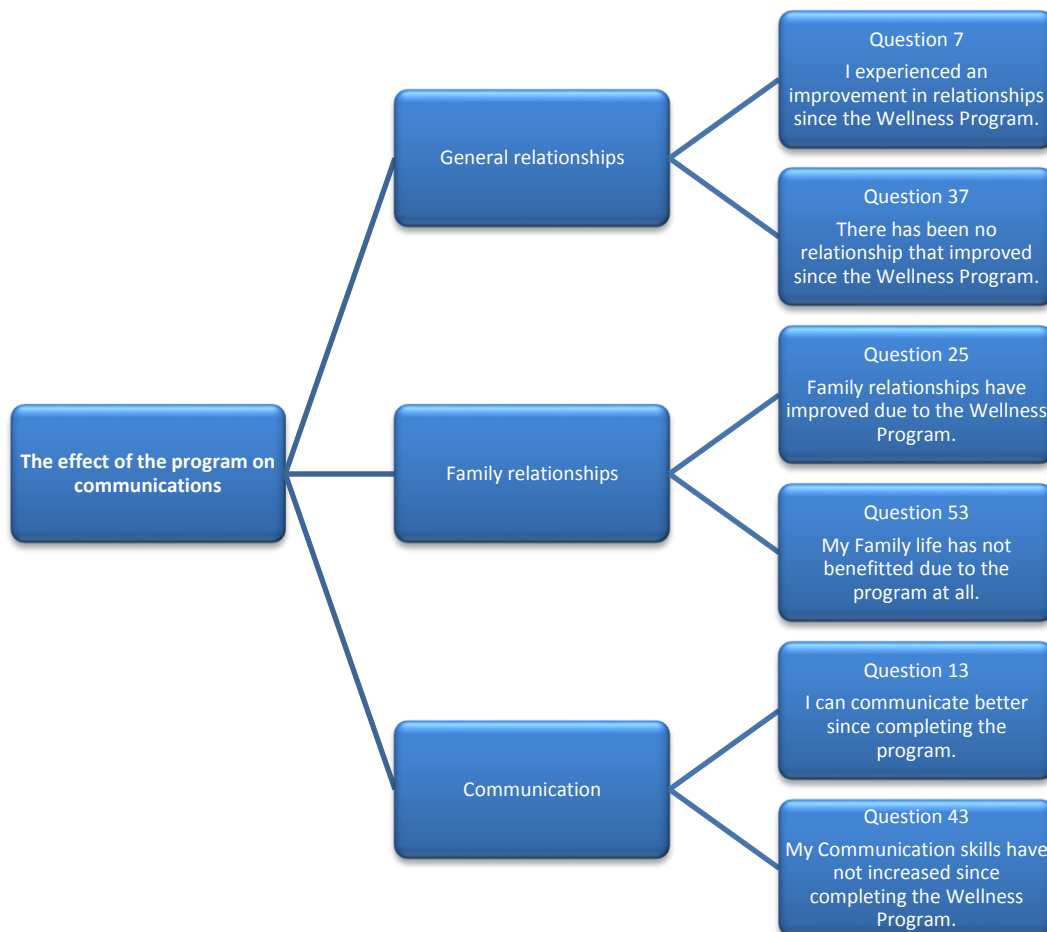 The effect of the program on
communications
General relationships
Question 7
I experienced an
improvement in relationships
since the Wellness Program.
Question 37
There has been no
relationship that improved
since the Wellness Program.
Family relationships
Question 25
Family relationships have
improved due to the Wellness
Program.
Question 53
My Family life has not
benefitted due to the
program at all.
Communication
Question 13
I can communicate better
since completing the
program.
Question 43
My Communication skills have
not increased since
completing the Wellness
Program.